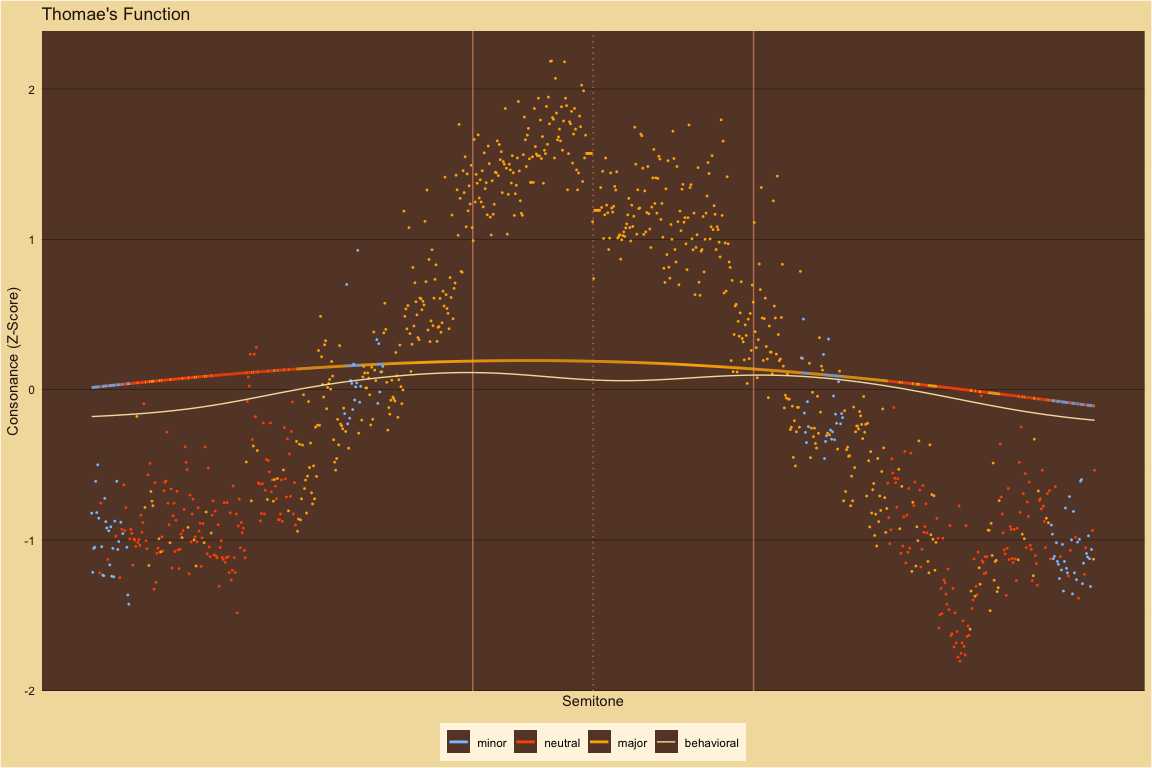 Thomae's Function
Consonance (Z-Score)
2
1
0
-1
-2
Semitone
minor neutral major behavioral